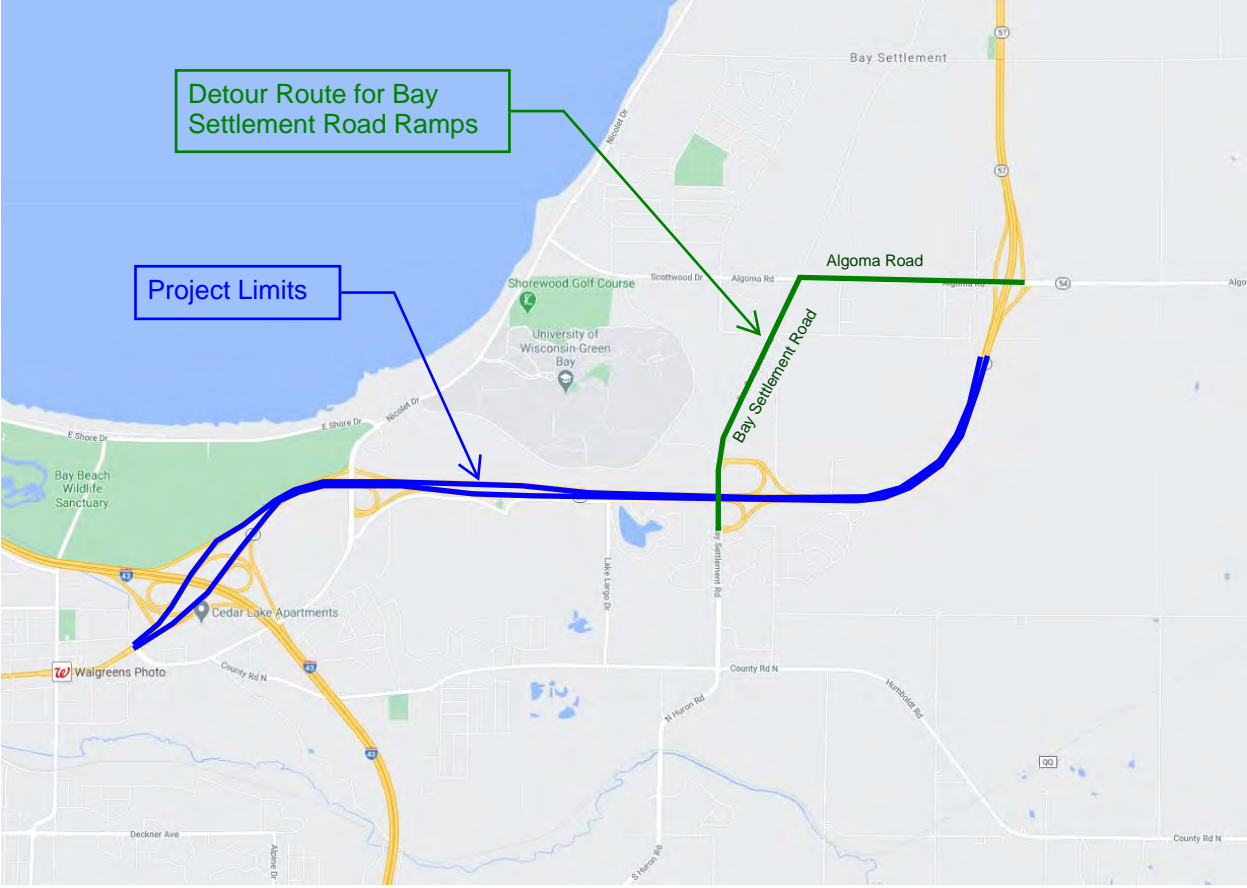 57
Bay Settlement
Detour Route for Bay
Settlement Road Ramps
Nicolet Dr
57
Algoma Road
Project Limits
Scottwood Dr
Algoma Rd
54
Shorewood Golf Course
University of
Wisconsin-Green
Bay
Bay Settlement Road
Nicolet Dr
E Shore Dr
E Shore Dr
Bay Beach
Wildlife
Sanctuary
43
Bay Settlement Rd
Lake Largo Dr
Cedar Lake Apartments
W
Walgreens Photo
County Rd N
43
County Rd N
Humboldt Rd
N Huron Rd
43
QQ
Deckner Ave
Alpine Dr
S Huron Rd
County Rd N